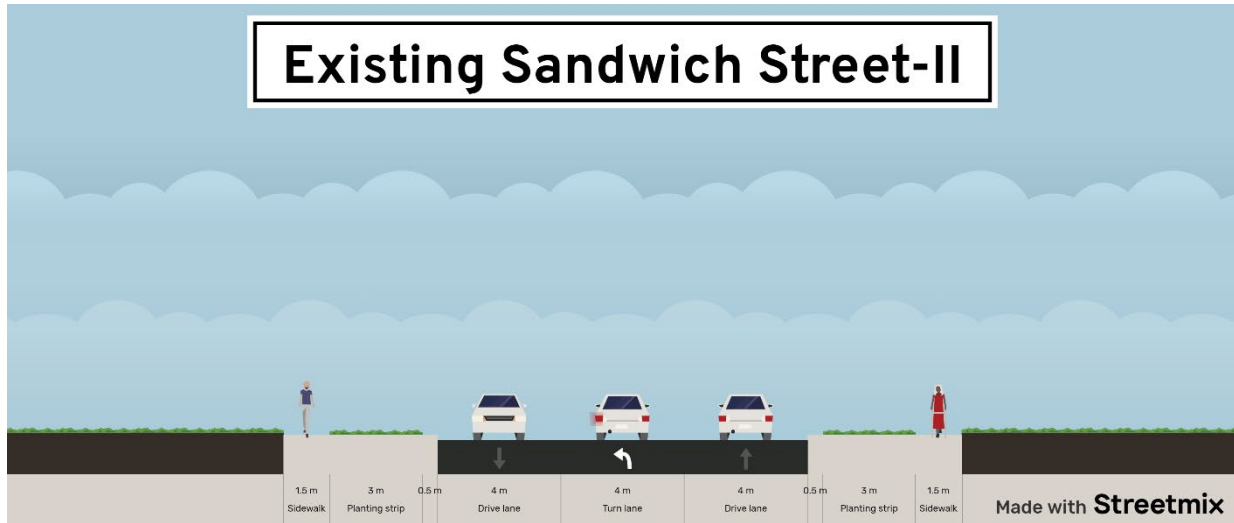 Existing Sandwich Street-II
1.5 m
Sidewalk
3 m
Planting strip
0.5 m
4 m
Drive lane
4 m
Turn lane
4 m
Drive lane
0.5 m
3 m
Planting strip
1.5 m
Sidewalk
Made with Streetmix